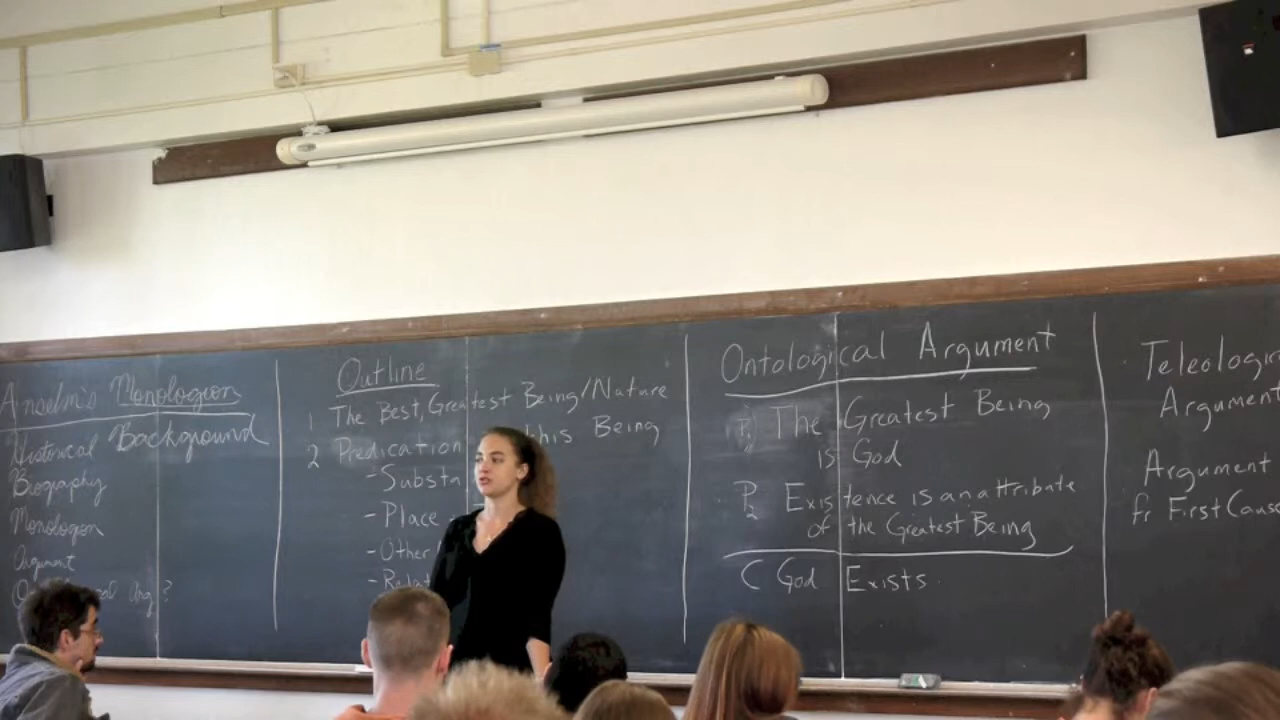 Anselm's Monologion
Historical Background
Biography
Monologion
Argument
Arg?
Outline
1 The Best, Greatest Being/Nature
2 Predication this Being
- Substa
- Place
- Other
- Relat
Ontological Argument
P1) The Greatest Being
is God
P2 Existence is an attribute
of the Greatest Being
C God Exists
Teleologi
Argument
Argument
fr First Cause